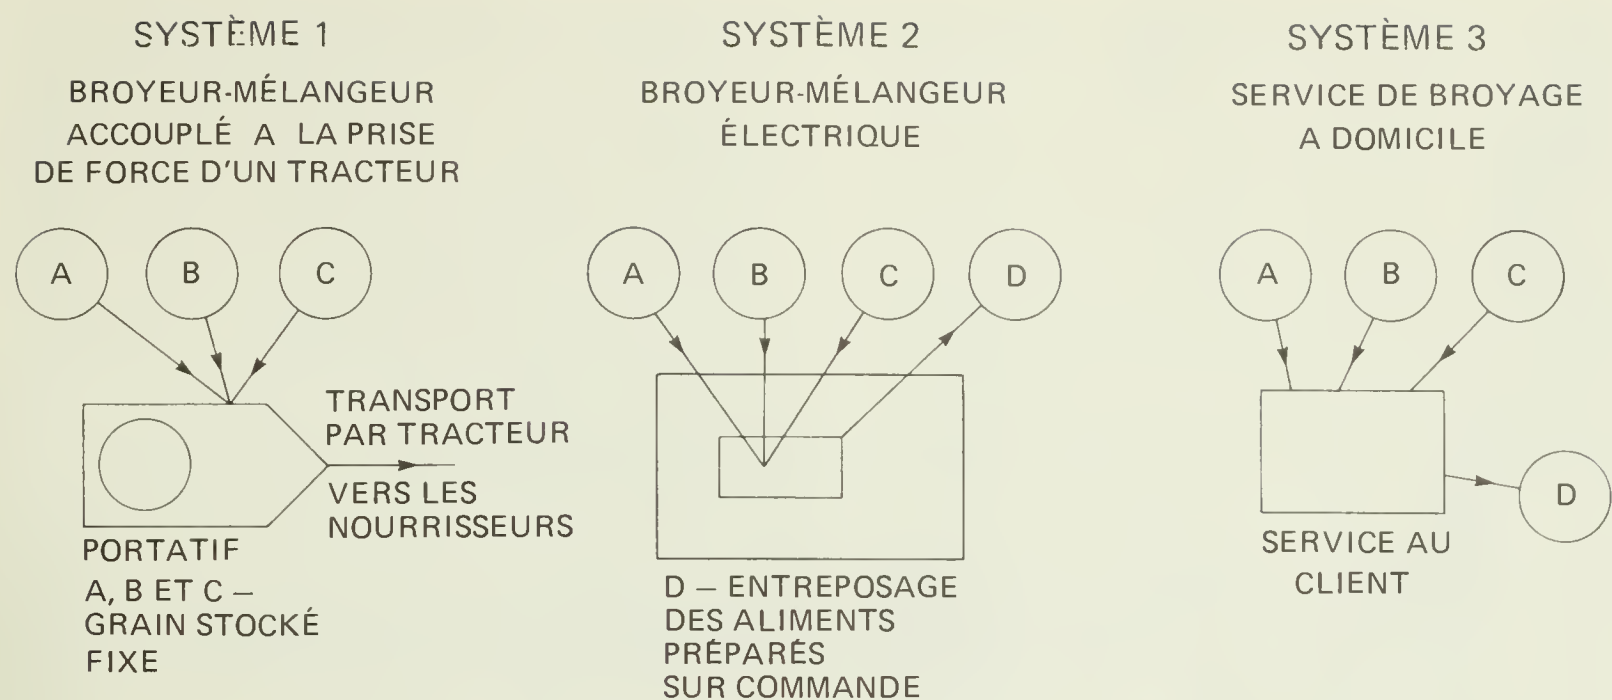 SYSTÈME 1
BROYEUR-MÉLANGEUR
ACCOUPLÉ A LA PRISE
DE FORCE D'UN TRACTEUR
A
B
C
TRANSPORT
PAR TRACTEUR
VERS LES
NOURRISSEURS
PORTATIF
A, B ET C –
GRAIN STOCKÉ
FIXE
SYSTÈME 2
BROYEUR-MÉLANGEUR
ÉLECTRIQUE
A
B
C
D
D – ENTREPOSAGE
DES ALIMENTS
PRÉPARÉS
SUR COMMANDE
SYSTÈME 3
SERVICE DE BROYAGE
A DOMICILE
A
B
C
D
SERVICE AU
CLIENT